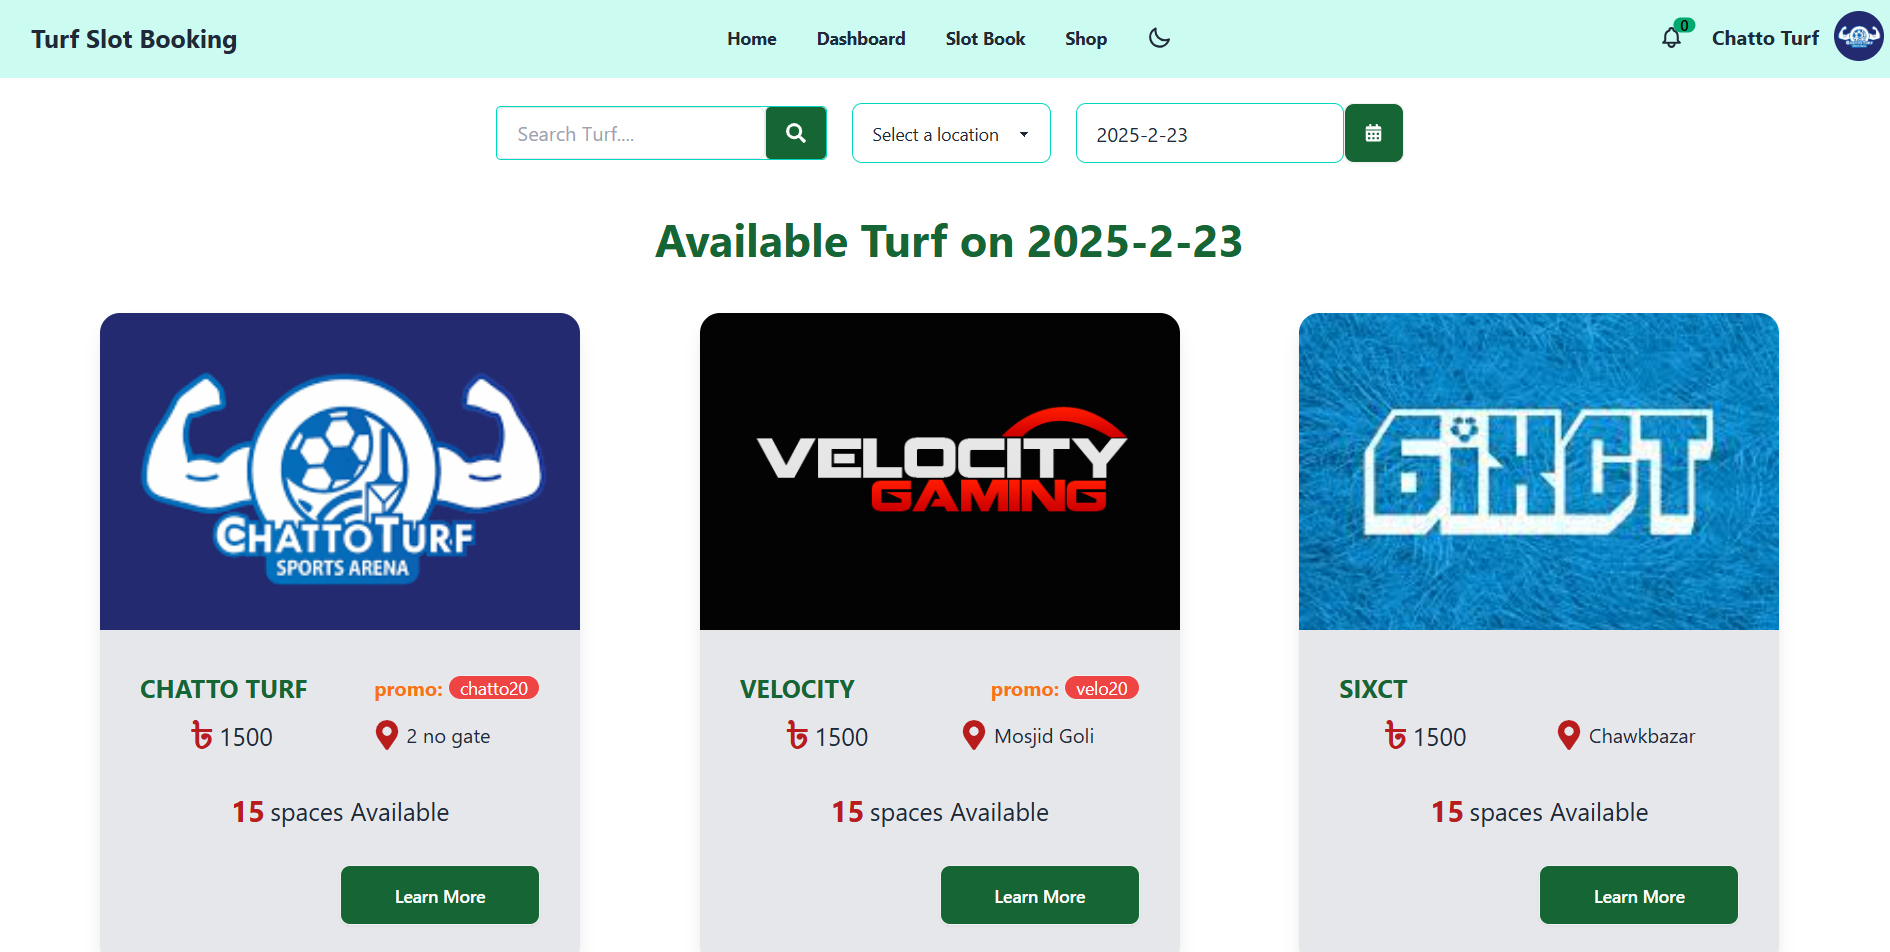 Turf Slot Booking
Home Dashboard Slot Book Shop
0
Chatto Turf
Search Turf....
Select a location
2025-2-23
Available Turf on 2025-2-23
CHATTO TURF
SPORTS ARENA
VELOCITY
GAMING
6IXCT
CHATTO TURF
promo: chatto20
৳ 1500
2 no gate
15 spaces Available
Learn More
VELOCITY
promo: velo20
৳ 1500
Mosjid Goli
15 spaces Available
Learn More
SIXCT
৳ 1500
Chawkbazar
15 spaces Available
Learn More